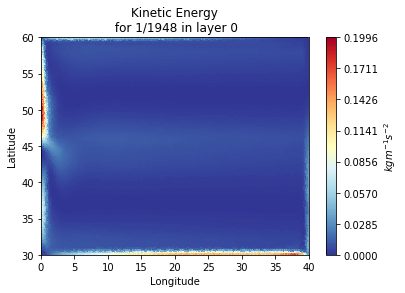 Kinetic Energy
for 1/1948 in layer 0
60
55
50
45
40
35
30
Latitude
0 5 10 15 20 25 30 35 40
Longitude
0.1996
0.1711
0.1426
0.1141
0.0856
0.0570
0.0285
0.0000
kgm⁻¹s⁻²